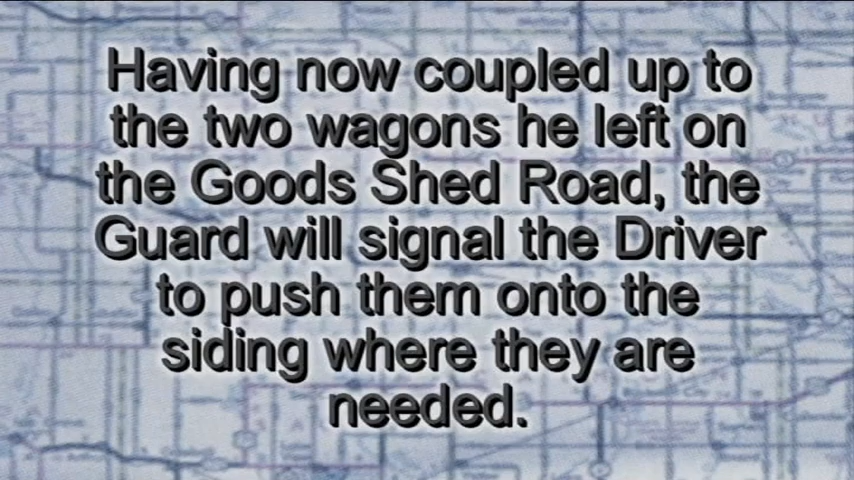 Having now coupled up to
the two wagons he left on
the Goods Shed Road, the
Guard will signal the Driver
to push them onto the
siding where they are
needed.